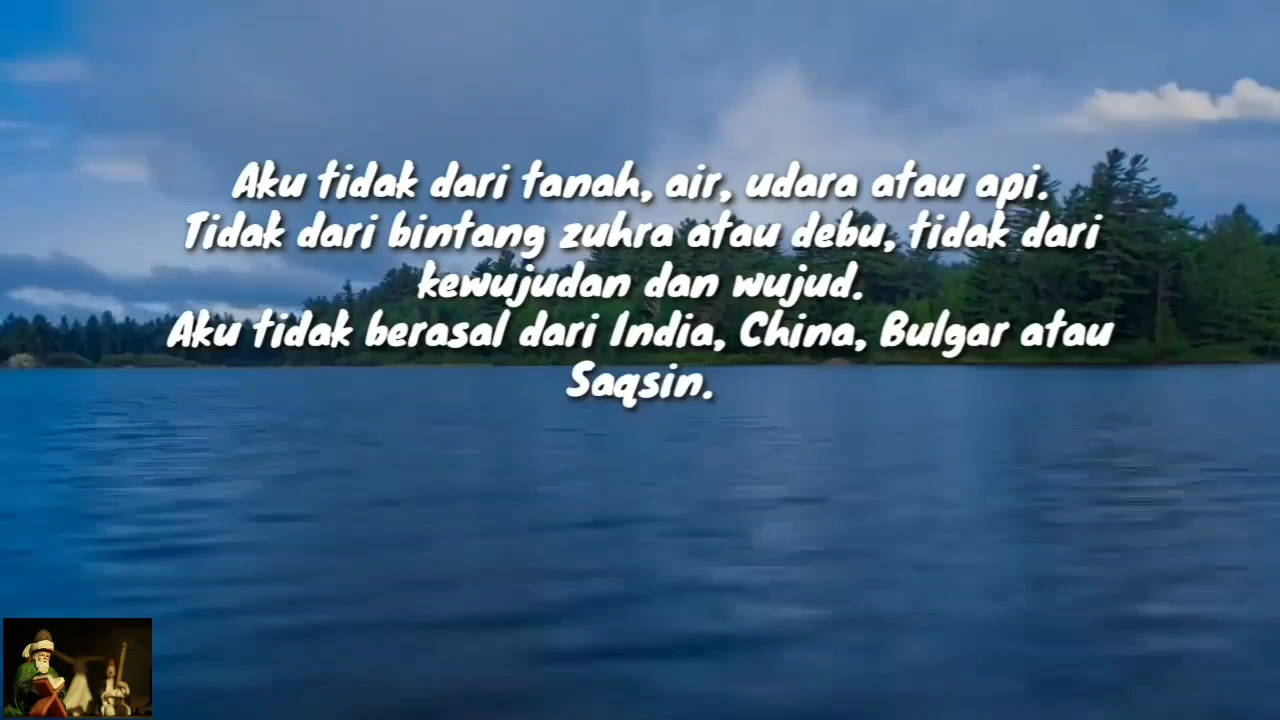 Aku tidak dari tanah, air, udara atau api.
Tidak dari bintang zuhra atau debu, tidak dari
kewujudan dan wujud.
Aku tidak berasal dari India, China, Bulgar atau
Saqsin.